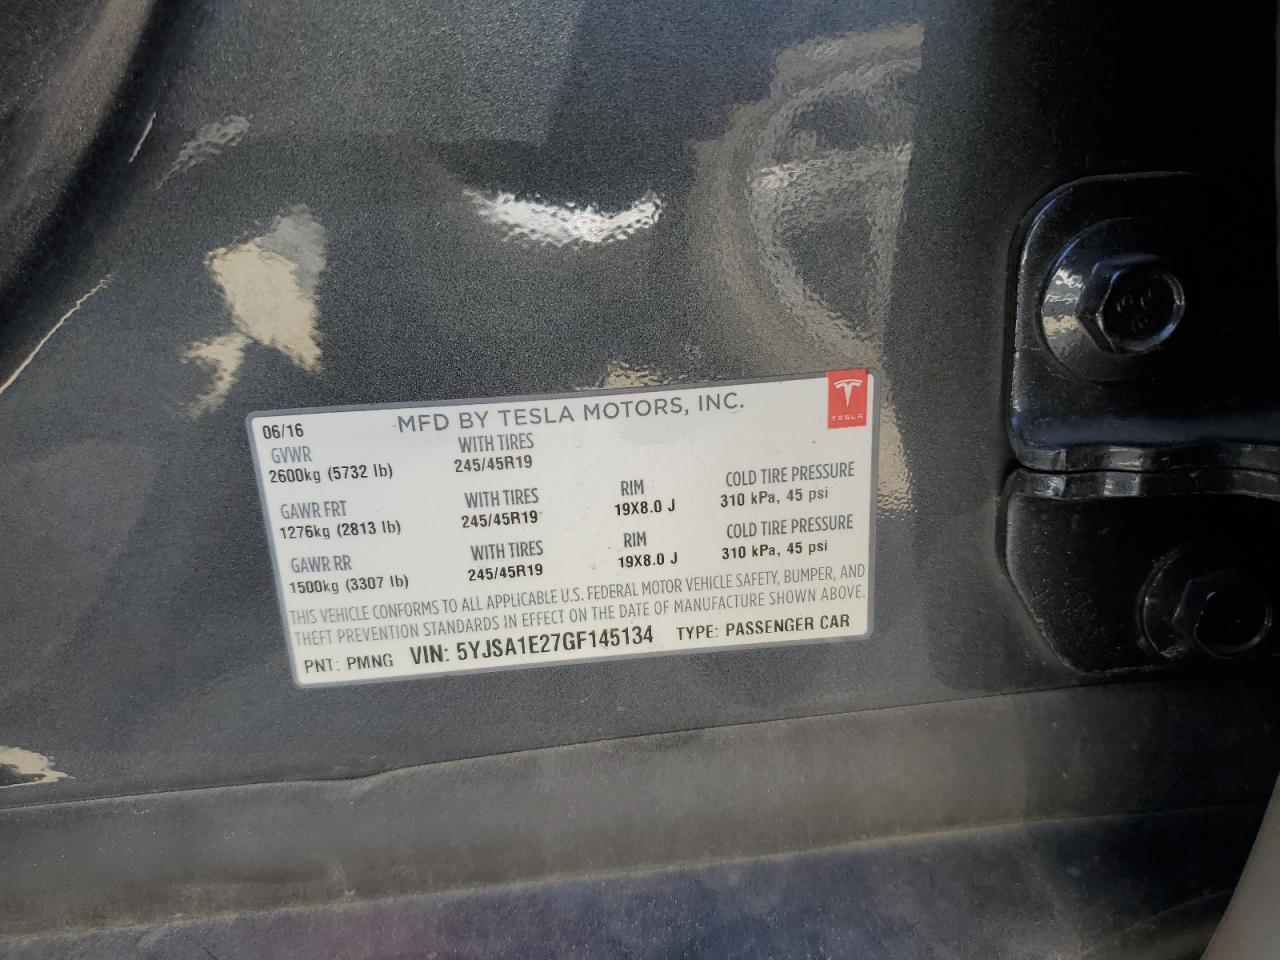 MFD BY TESLA MOTORS, INC.
TESLA
06/16
GVWR WITH TIRES
2600kg (5732 lb) 245/45R19
GAWR FRT WITH TIRES RIM COLD TIRE PRESSURE
1276kg (2813 lb) 245/45R19 19X8.0 J 310 kPa, 45 psi
GAWR RR WITH TIRES RIM COLD TIRE PRESSURE
1500kg (3307 lb) 245/45R19 19X8.0 J 310 kPa, 45 psi
THIS VEHICLE CONFORMS TO ALL APPLICABLE U.S. FEDERAL MOTOR VEHICLE SAFETY, BUMPER, AND
THEFT PREVENTION STANDARDS IN EFFECT ON THE DATE OF MANUFACTURE SHOWN ABOVE.
PNT: PMNG VIN: 5YJSA1E27GF145134 TYPE: PASSENGER CAR